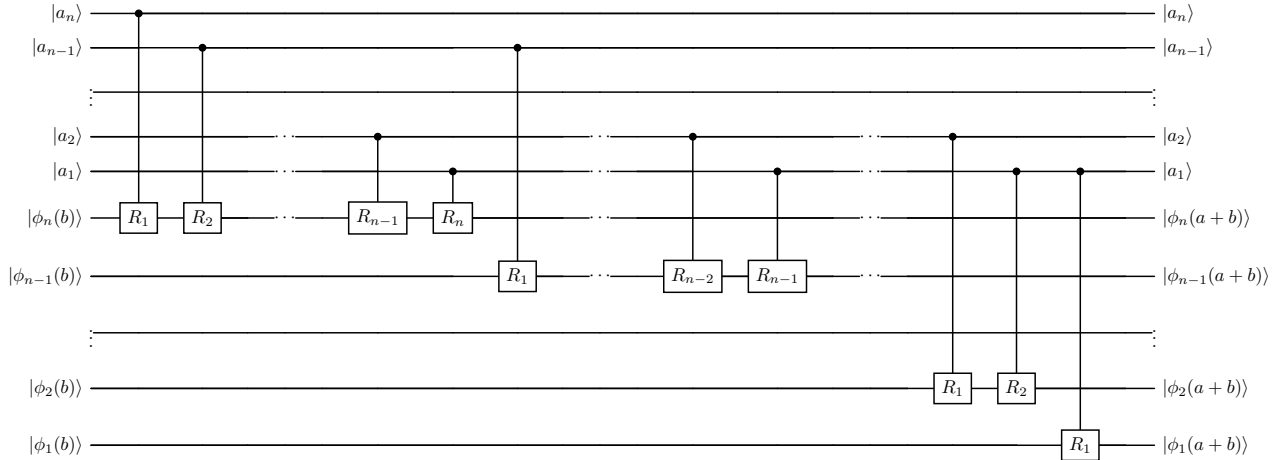 |a_n⟩ |a_n⟩
|a_{n−1}⟩ |a_{n−1}⟩
⋮ ⋮
|a_2⟩ ··· ··· ··· |a_2⟩
|a_1⟩ ··· ··· ··· |a_1⟩
|ϕ_n(b)⟩ R_1 R_2 ··· R_{n−1} R_n ··· ··· |ϕ_n(a + b)⟩
|ϕ_{n−1}(b)⟩ R_1 ··· R_{n−2} R_{n−1} ··· |ϕ_{n−1}(a + b)⟩
⋮ ⋮
|ϕ_2(b)⟩ R_1 R_2 |ϕ_2(a + b)⟩
|ϕ_1(b)⟩ R_1 |ϕ_1(a + b)⟩